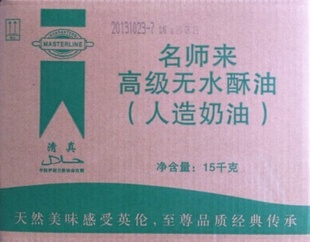 20131023-7
MASTERLINE
名师来
高级无水酥油
（人造奶油）
清真
حلال
净含量：15千克
天然美味感受英伦，至尊品质经典传承